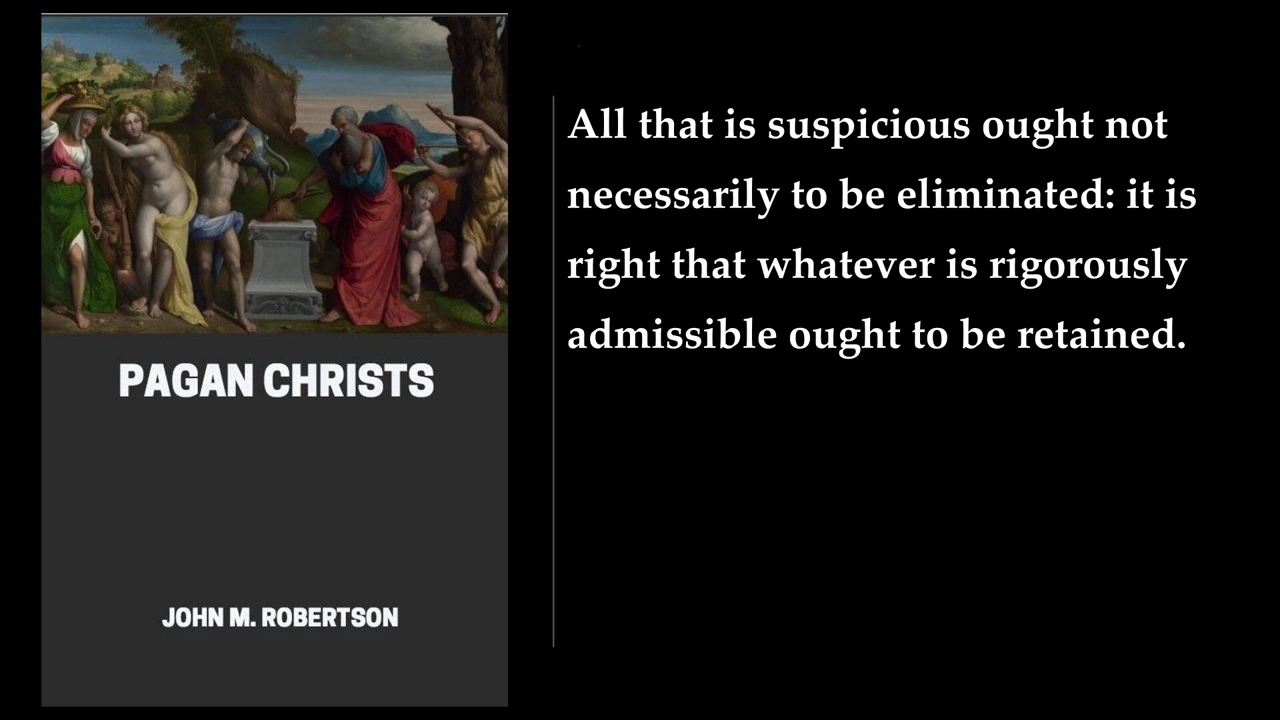 PAGAN CHRISTS
JOHN M. ROBERTSON
All that is suspicious ought not
necessarily to be eliminated: it is
right that whatever is rigorously
admissible ought to be retained.